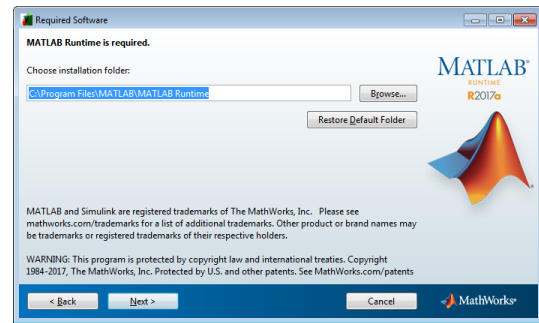 Required Software
MATLAB Runtime is required.
Choose installation folder:
C:\Program Files\MATLAB\MATLAB Runtime
Browse...
Restore Default Folder
MATLAB®
RUNTIME
R2017a
MATLAB and Simulink are registered trademarks of The MathWorks, Inc.  Please see
mathworks.com/trademarks for a list of additional trademarks. Other product or brand names may
be trademarks or registered trademarks of their respective holders.
WARNING: This program is protected by copyright law and international treaties. Copyright
1984-2017, The MathWorks, Inc. Protected by U.S. and other patents. See MathWorks.com/patents
< Back
Next >
Cancel
MathWorks®